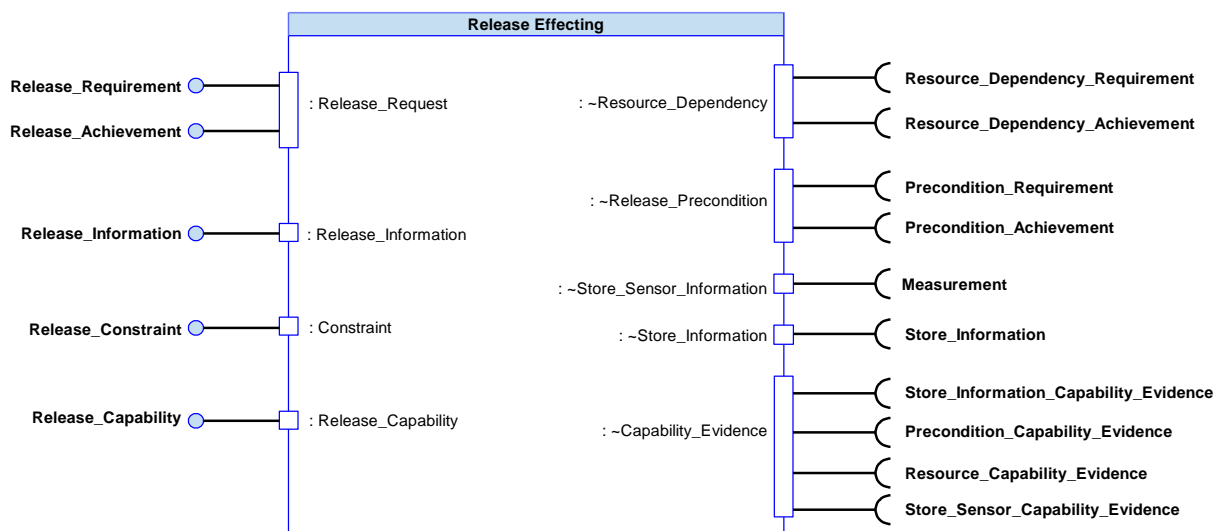 Release Effecting
Release_Requirement
Release_Achievement
: Release_Request
Release_Information
: Release_Information
Release_Constraint
: Constraint
Release_Capability
: Release_Capability
: ~Resource_Dependency
Resource_Dependency_Requirement
Resource_Dependency_Achievement
: ~Release_Precondition
Precondition_Requirement
Precondition_Achievement
: ~Store_Sensor_Information
Measurement
: ~Store_Information
Store_Information
: ~Capability_Evidence
Store_Information_Capability_Evidence
Precondition_Capability_Evidence
Resource_Capability_Evidence
Store_Sensor_Capability_Evidence